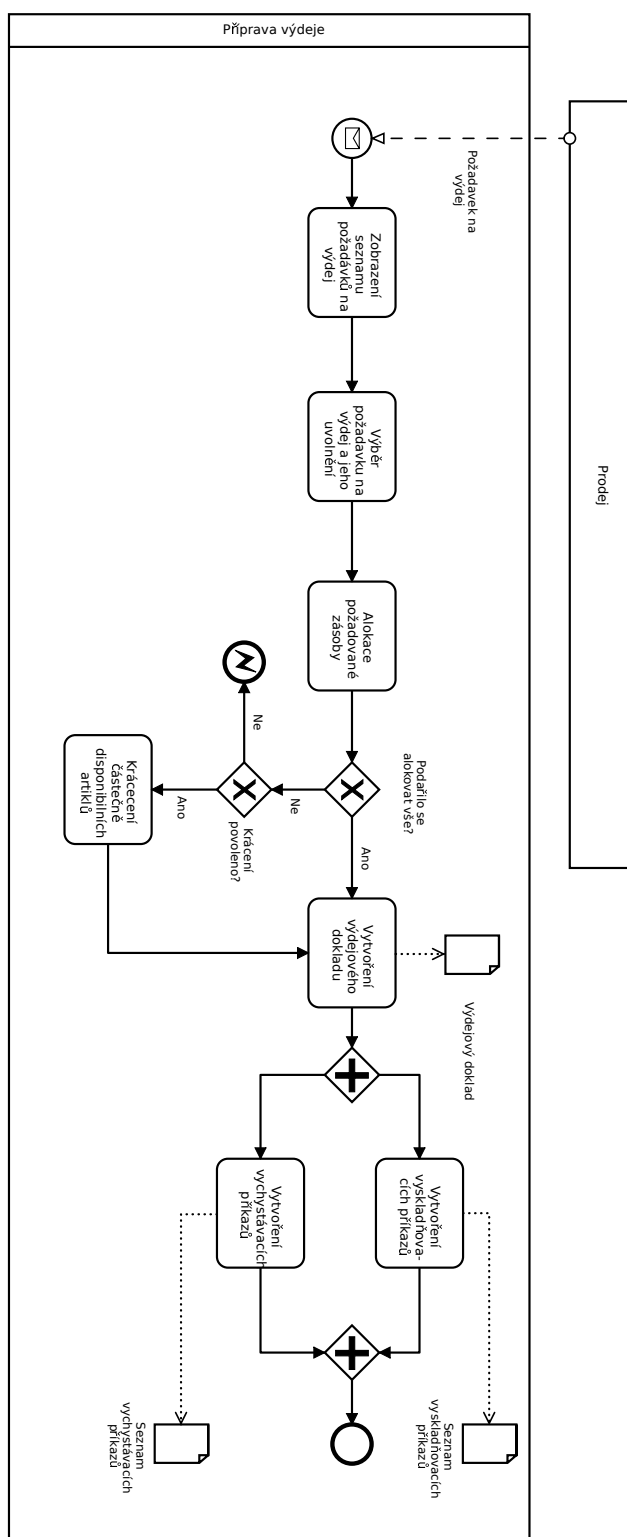 Příprava výdeje
Prodej
Požadavek na
výdej
Zobrazení
seznamu
požadávků na
výdej
Výběr
požadavku na
výdej a jeho
uvolnění
Alokace
požadované
zásoby
Podařilo se
alokovat vše?
Ne
Ano
Krácení
povoleno?
Ne
Ano
Krácecení
částečně
disponibilních
artiklů
Vytvoření
výdejového
dokladu
Výdejový doklad
Vytvoření
vyskladňova-
cích příkazů
Vytvoření
vychystávacích
příkazů
Seznam
vyskladňovacích
příkazů
Seznam
vychystávacích
příkazů